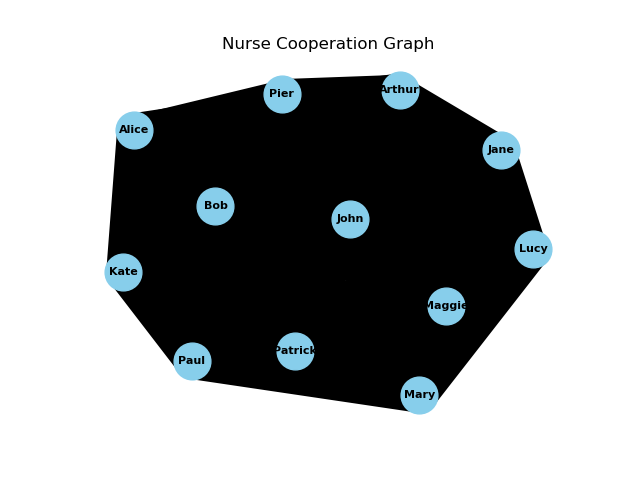 Nurse Cooperation Graph
Pier
Arthur
Alice
Jane
Bob
John
Lucy
Kate
Maggie
Patrick
Paul
Mary